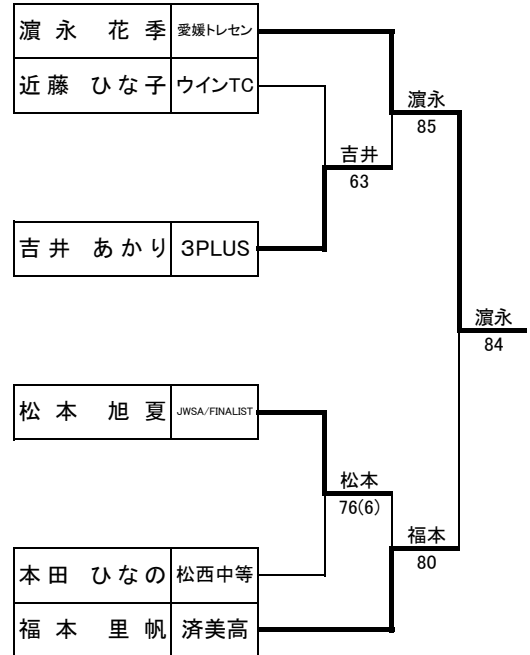 濵永 花季 愛媛トレセン
近藤 ひな子 ウインTC
濵永
85
吉井
63
吉井 あかり 3PLUS
濵永
84
松本 旭夏 JWSA/FINALIST
松本
76(6)
福本
80
本田 ひなの 松西中等
福本 里帆 済美高